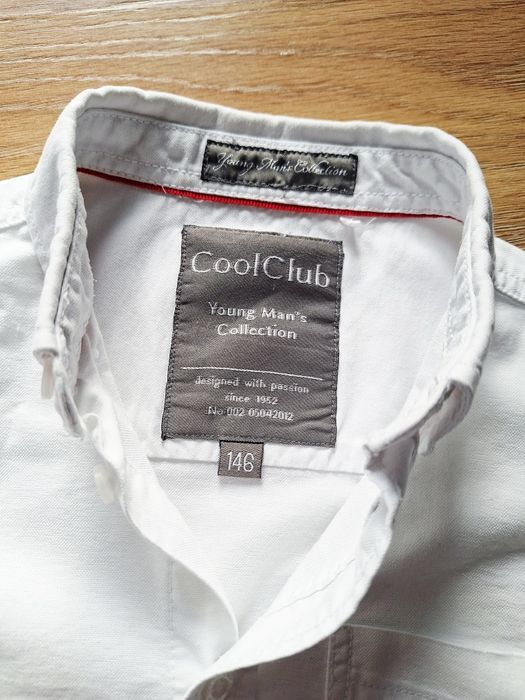 Young Man's Collection
CoolClub
Young Man's
Collection
designed with passion
since 1952
No 002 05042012
146